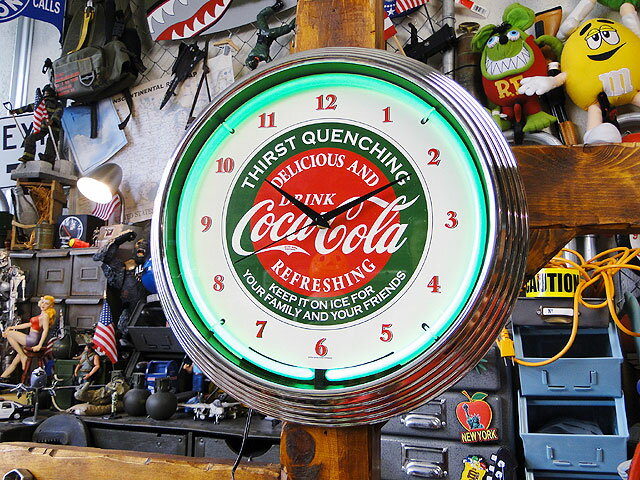 CALLS
R.F.
m
12
11
1
10
2
9
3
8
4
7
5
6
THIRST QUENCHING
DELICIOUS AND
DRINK
Coca-Cola
REFRESHING
KEEP IT ON ICE FOR
YOUR FAMILY AND YOUR FRIENDS
CAUTION
NEW YORK